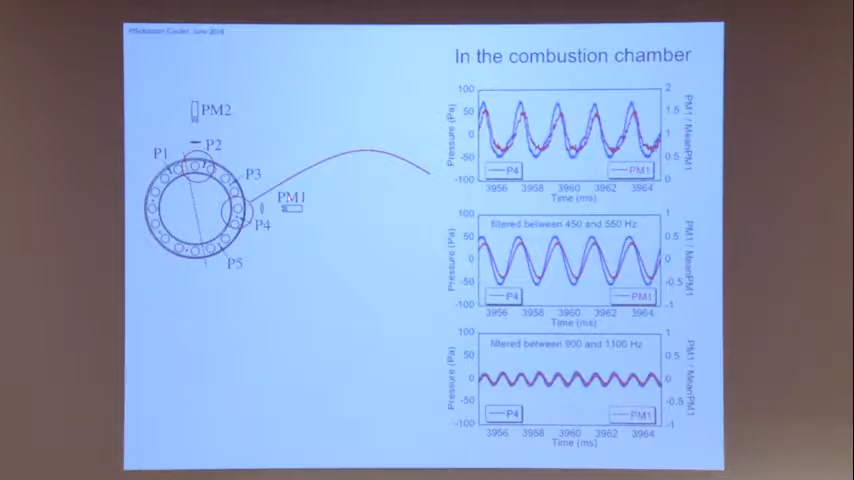 In the combustion chamber
PM2
P1
P2
P3
PM1
P4
P5
100
50
0
-50
-100
Pressure (Pa)
2
1.5
1
0.5
0
PM1 / MeanPM1
P4
PM1
3956 3958 3960 3962 3964
Time (ms)
100
50
0
-50
-100
Pressure (Pa)
filtered between 450 and 550 Hz
1
0.5
0
-0.5
-1
PM1 / MeanPM1
P4
PM1
3956 3958 3960 3962 3964
Time (ms)
100
50
0
-50
-100
Pressure (Pa)
filtered between 900 and 1100 Hz
1
0.5
0
-0.5
-1
PM1 / MeanPM1
P4
PM1
3956 3958 3960 3962 3964
Time (ms)